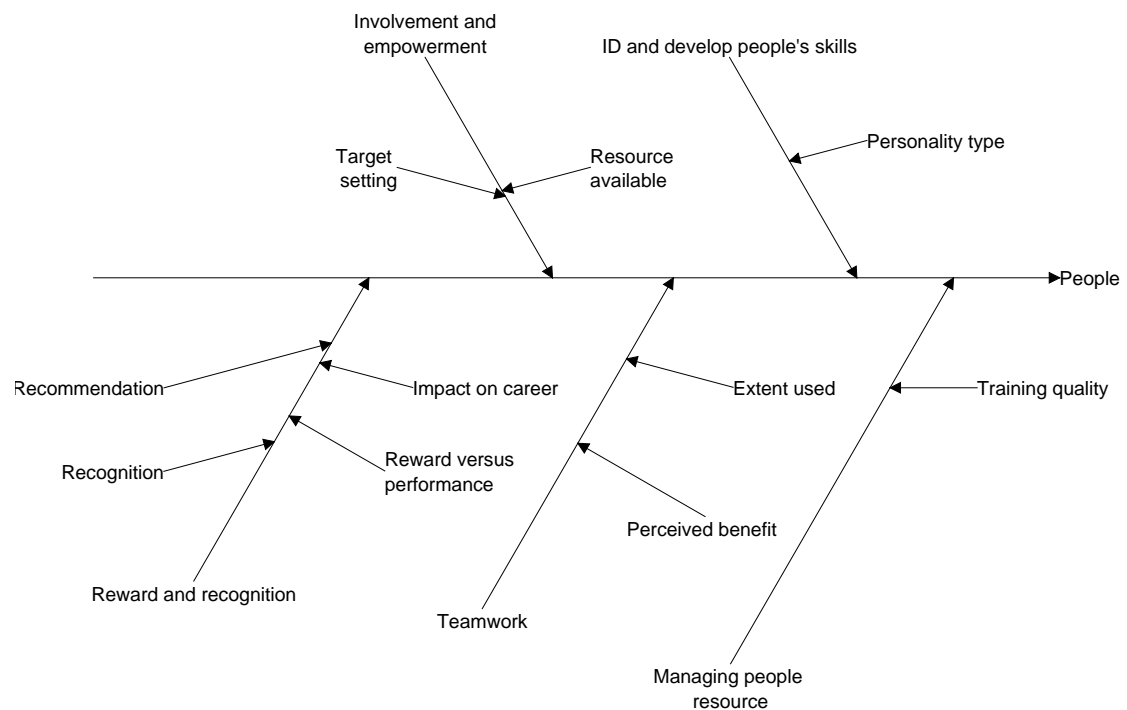 Involvement and
empowerment
ID and develop people's skills
Personality type
Target
setting
Resource
available
People
Recommendation
Impact on career
Extent used
Training quality
Recognition
Reward versus
performance
Perceived benefit
Reward and recognition
Teamwork
Managing people
resource